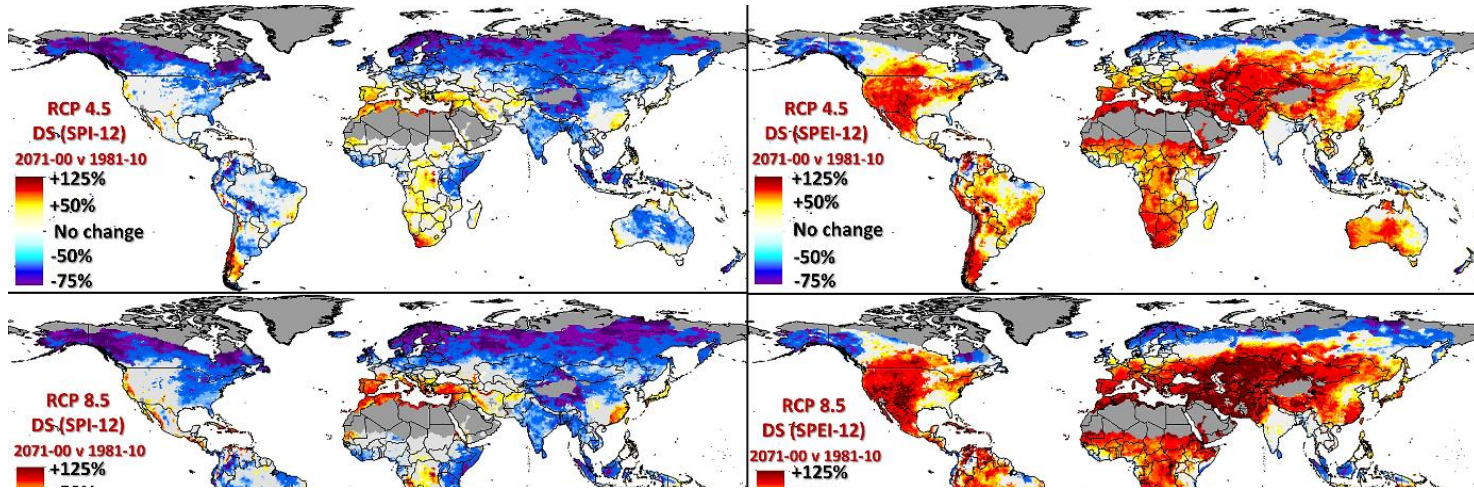 RCP 4.5
DS (SPI-12)
2071-00 v 1981-10
+125%
+50%
No change
-50%
-75%
RCP 4.5
DS (SPEI-12)
2071-00 v 1981-10
+125%
+50%
No change
-50%
-75%
RCP 8.5
DS (SPI-12)
2071-00 v 1981-10
+125%
RCP 8.5
DS (SPEI-12)
2071-00 v 1981-10
+125%